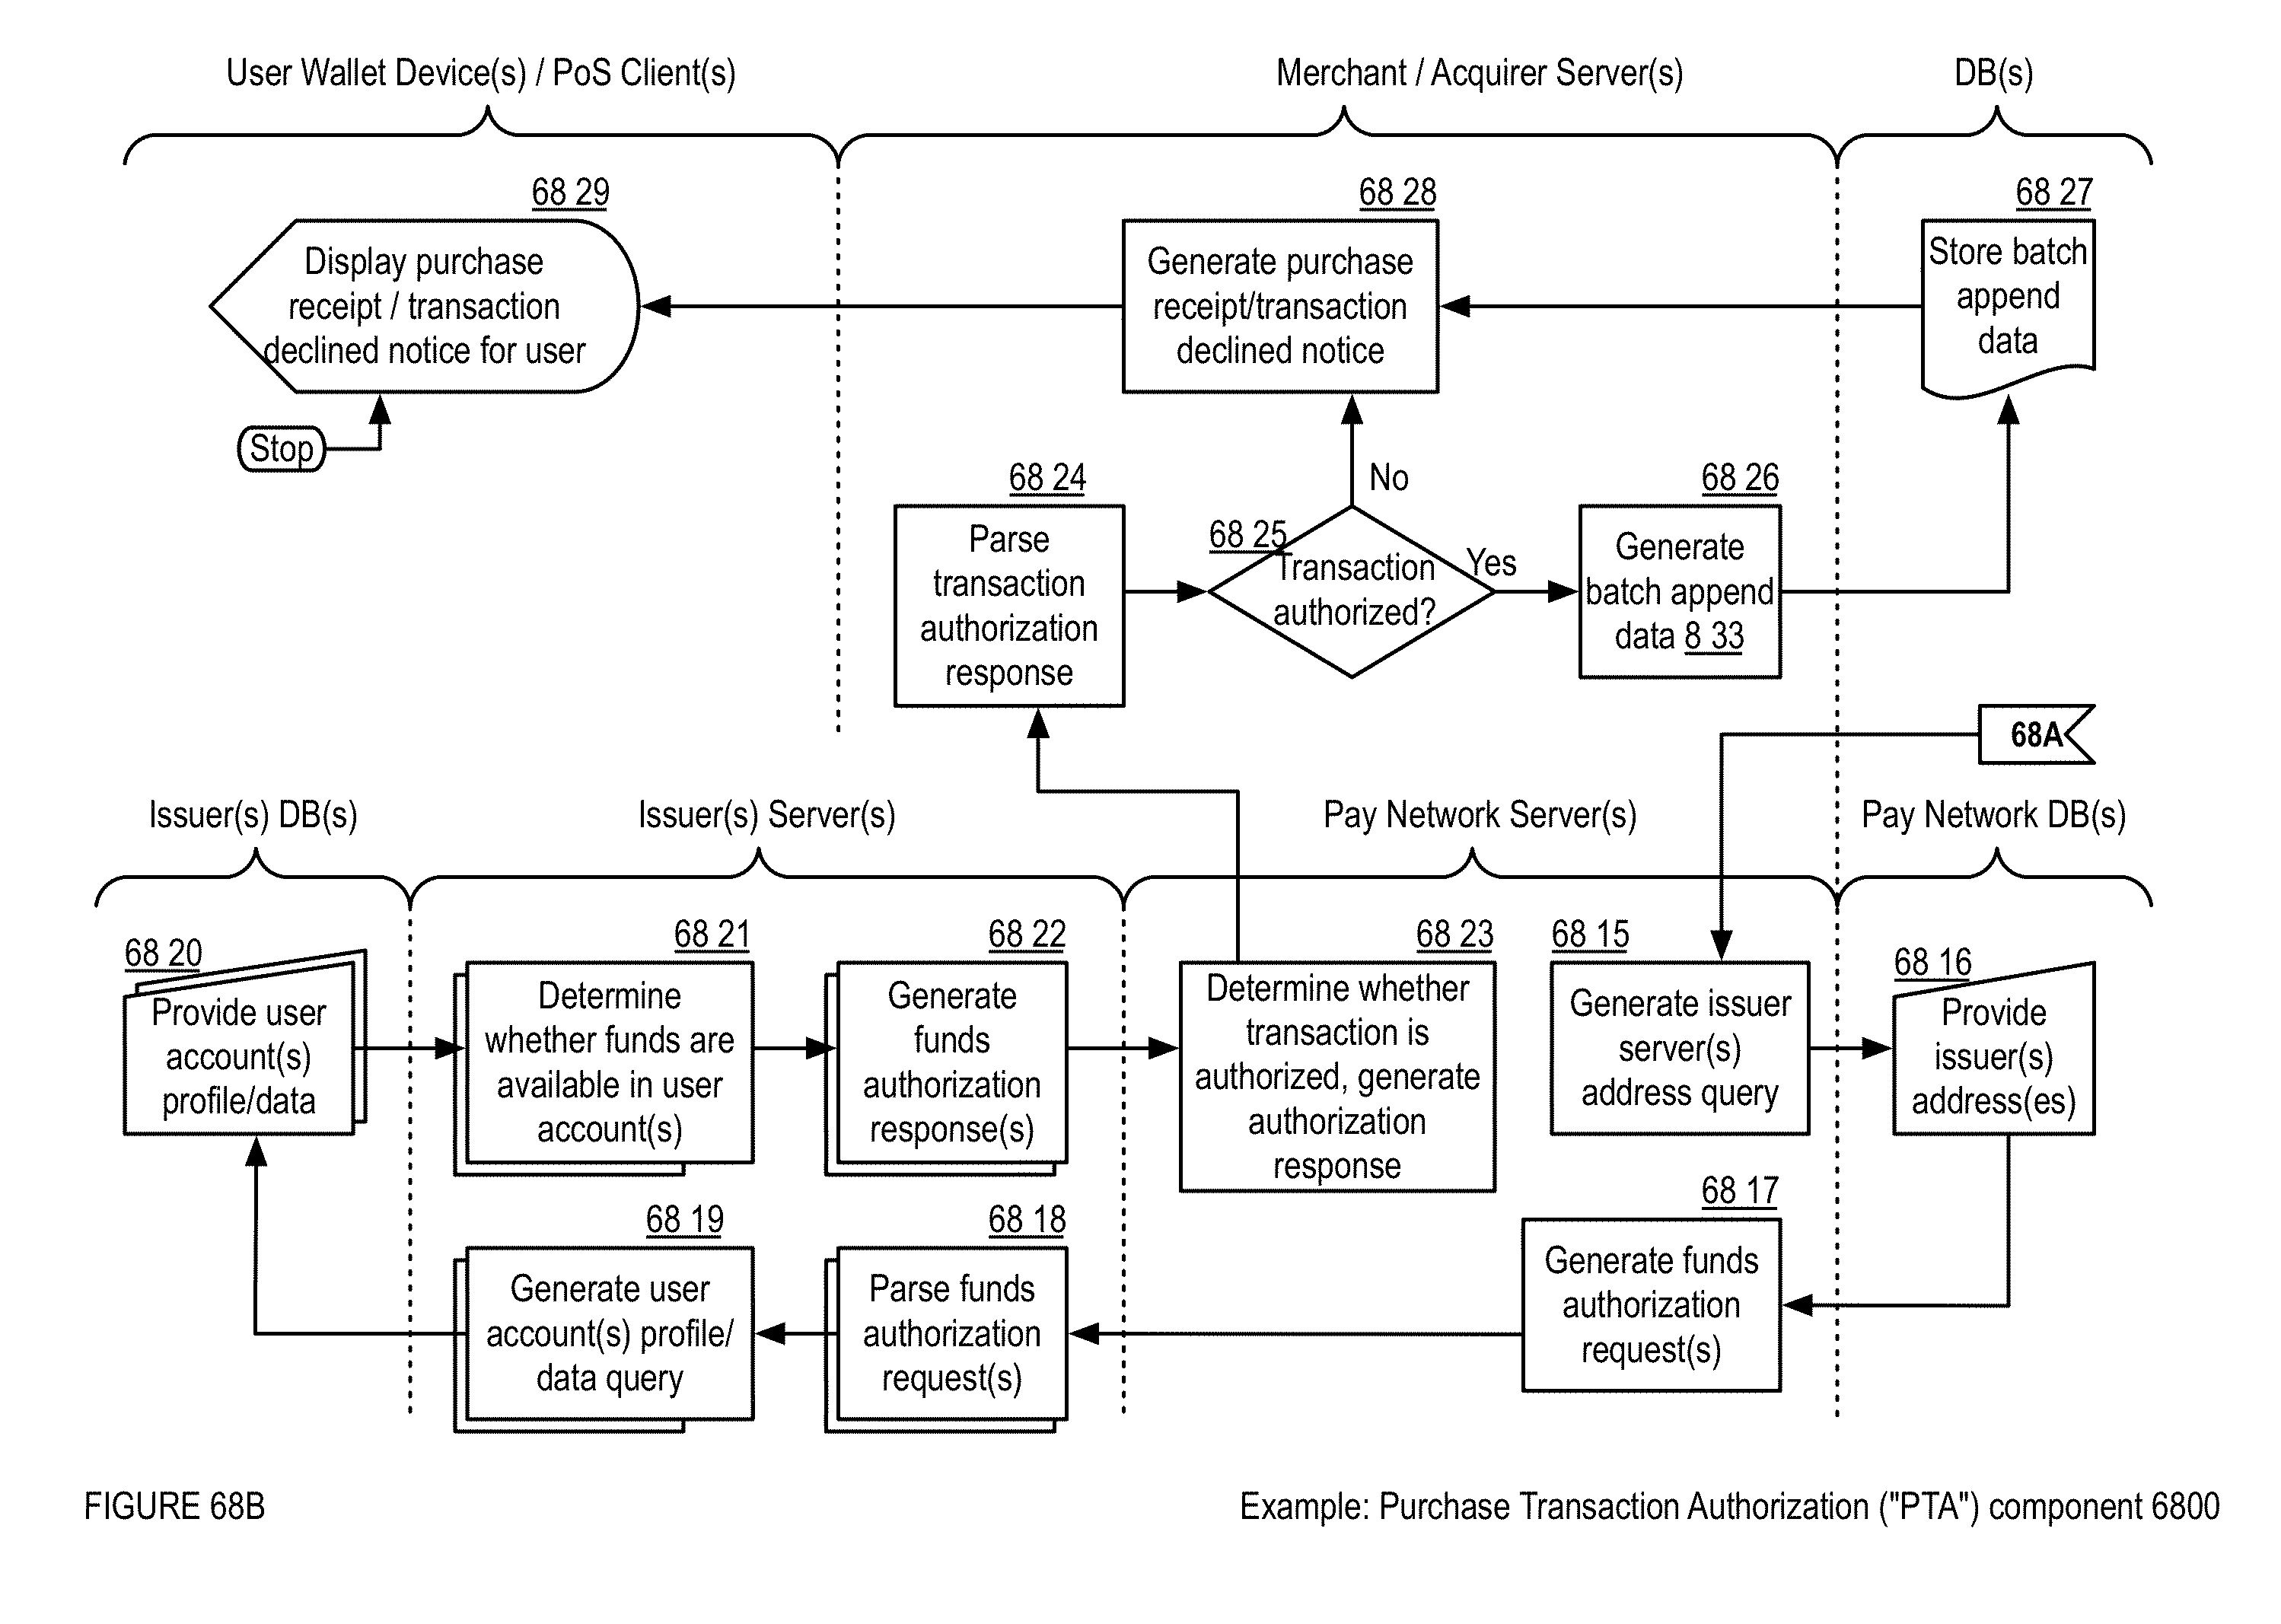 User Wallet Device(s) / PoS Client(s)
Merchant / Acquirer Server(s)
DB(s)
68 29
Display purchase
receipt / transaction
declined notice for user
Stop
68 28
Generate purchase
receipt/transaction
declined notice
68 27
Store batch
append
data
68 24
Parse
transaction
authorization
response
68 25
Transaction
authorized?
No
Yes
68 26
Generate
batch append
data 8 33
68A
Issuer(s) DB(s)
Issuer(s) Server(s)
Pay Network Server(s)
Pay Network DB(s)
68 20
Provide user
account(s)
profile/data
68 21
Determine
whether funds are
available in user
account(s)
68 22
Generate
funds
authorization
response(s)
68 23
Determine whether
transaction is
authorized, generate
authorization
response
68 15
Generate issuer
server(s)
address query
68 16
Provide
issuer(s)
address(es)
68 19
Generate user
account(s) profile/
data query
68 18
Parse funds
authorization
request(s)
68 17
Generate funds
authorization
request(s)
FIGURE 68B
Example: Purchase Transaction Authorization ("PTA") component 6800